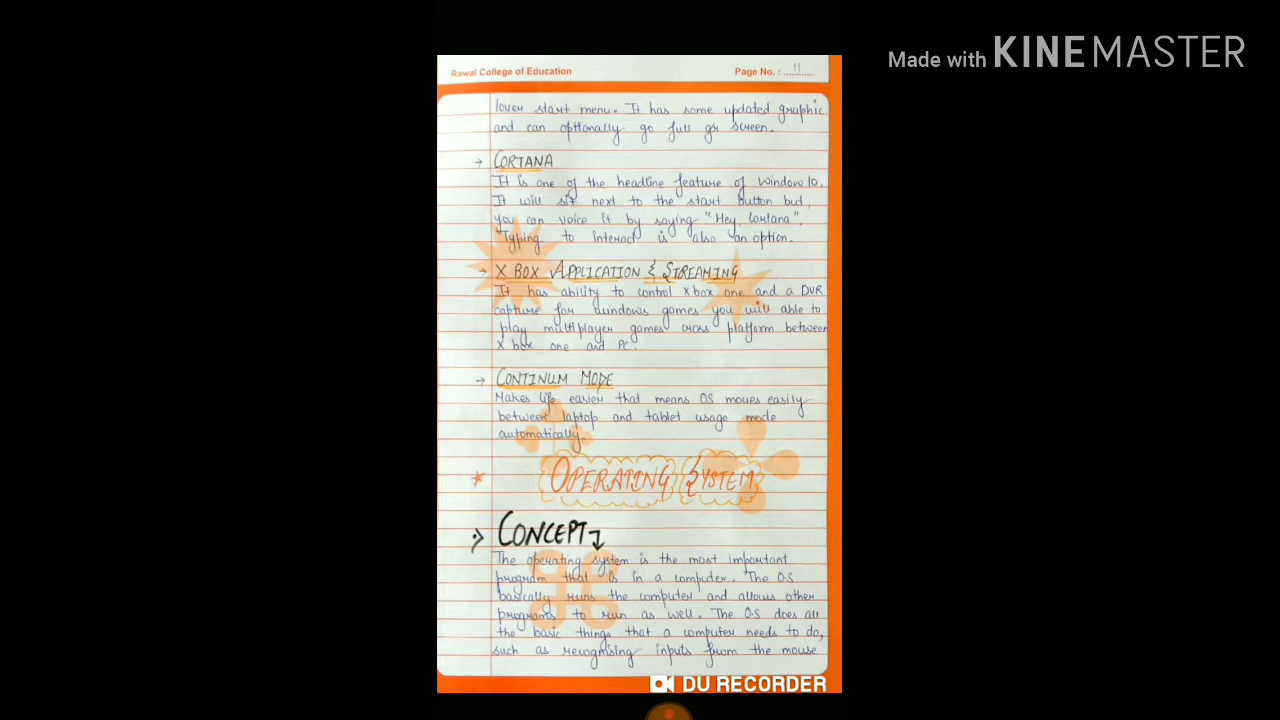 Made with KINEMASTER
Rawal College of Education
Page No. : 11
lover start menu. It has some updated graphic
and can optionally go full gr screen.
→ CORTANA
It is one of the headline feature of window 10.
It will sit next to the start button but,
you can voice it by saying "Hey, Cortana".
Typing to interact is also an option.
→ X BOX APPLICATION & STREAMING
It has ability to control X box one and a DVR
capture for windows games you will able to
play multiplayer games cross platform between
X box one and PC.
→ CONTINUM MODE
Makes life easier that means OS moves easily
between laptop and tablet usage mode
automatically.
* OPERATING SYSTEM
CONCEPT
The operating system is the most important
program that is in a computer. The O.S
basically runs the computer and allows other
programs to run as well. The O.S does all
the basic things that a computer needs to do,
such as recognising inputs from the mouse
DU RECORDER